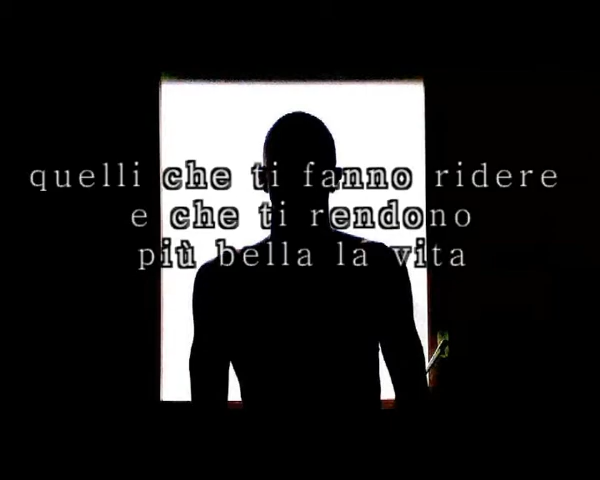 quelli che ti fanno ridere
e che ti rendono
più bella la vita